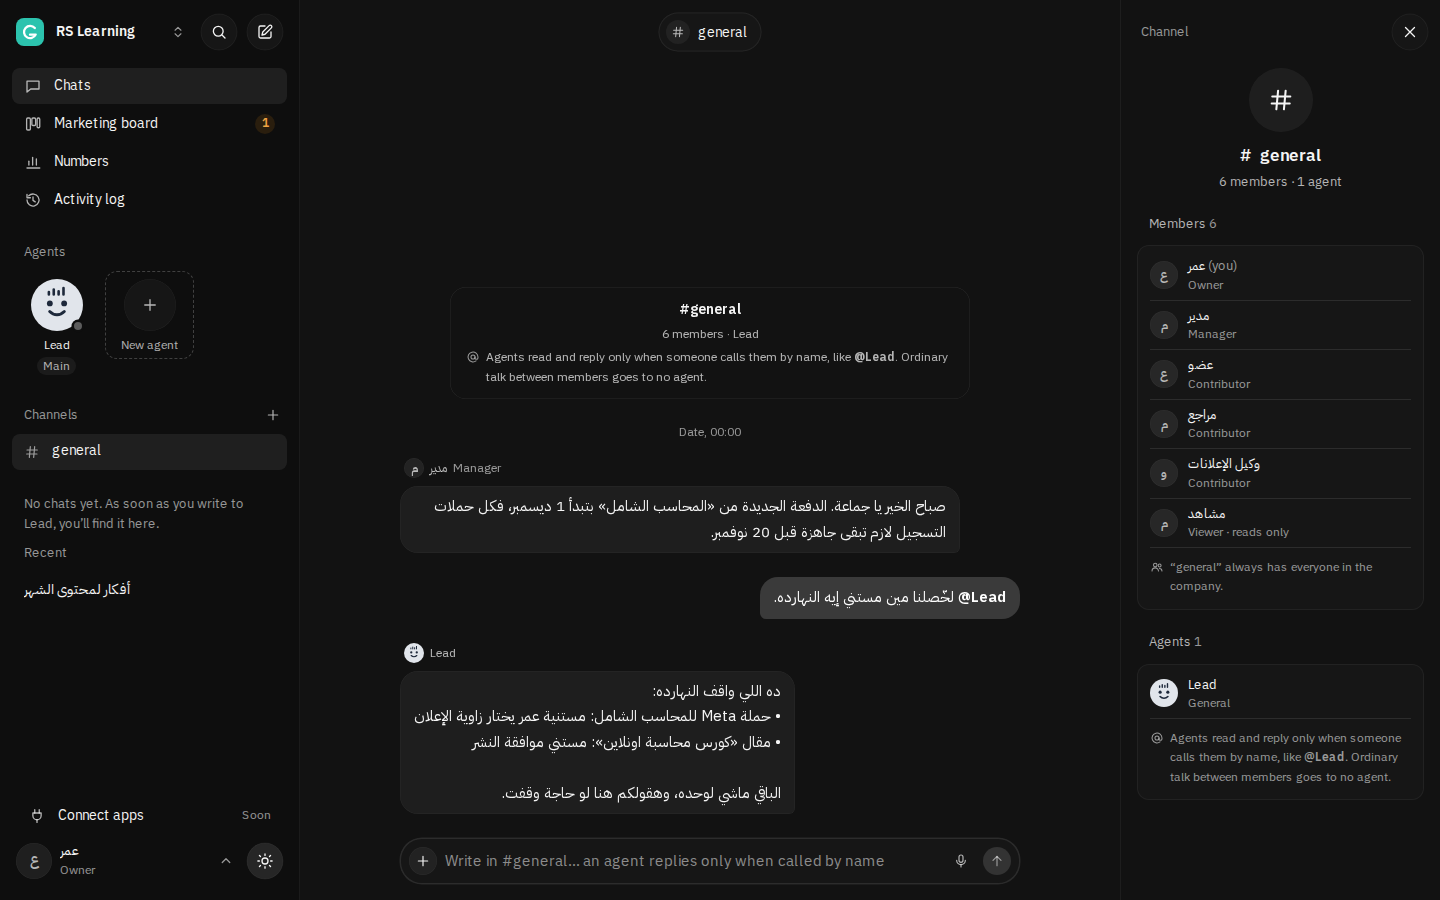 RS Learning
Chats
Marketing board
1
Numbers
Activity log
Agents
Lead
Main
New agent
Channels
general
No chats yet. As soon as you write to
Lead, you'll find it here.
Recent
أفكار لمحتوى الشهر
Connect apps
Soon
ع
عمر
Owner
# general
#general
6 members · Lead
Agents read and reply only when someone calls them by name, like @Lead. Ordinary
talk between members goes to no agent.
Date, 00:00
م مدير Manager
صباح الخير يا جماعة. الدفعة الجديدة من «المحاسب الشامل» بتبدأ 1 ديسمبر، فكل حملات
التسجيل لازم تبقى جاهزة قبل 20 نوفمبر.
@Lead لخّصلنا مين مستني إيه النهارده.
Lead
ده اللي واقف النهارده:
• حملة Meta للمحاسب الشامل: مستنية عمر يختار زاوية الإعلان
• مقال «كورس محاسبة اونلاين»: مستني موافقة النشر
الباقي ماشي لوحده، وهقولكم هنا لو حاجة وقفت.
Write in #general... an agent replies only when called by name
Channel
#
# general
6 members · 1 agent
Members 6
ع
عمر (you)
Owner
م
مدير
Manager
ع
عضو
Contributor
م
مراجع
Contributor
و
وكيل الإعلانات
Contributor
م
مشاهد
Viewer · reads only
“general” always has everyone in the
company.
Agents 1
Lead
General
Agents read and reply only when someone
calls them by name, like @Lead. Ordinary
talk between members goes to no agent.